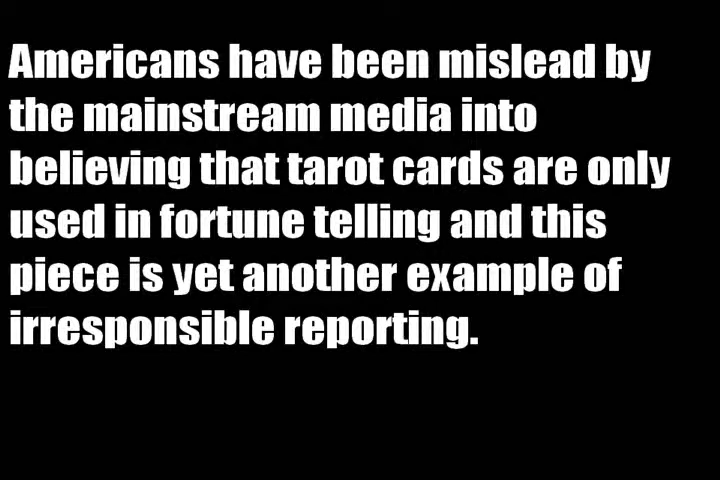 Americans have been mislead by
the mainstream media into
believing that tarot cards are only
used in fortune telling and this
piece is yet another example of
irresponsible reporting.